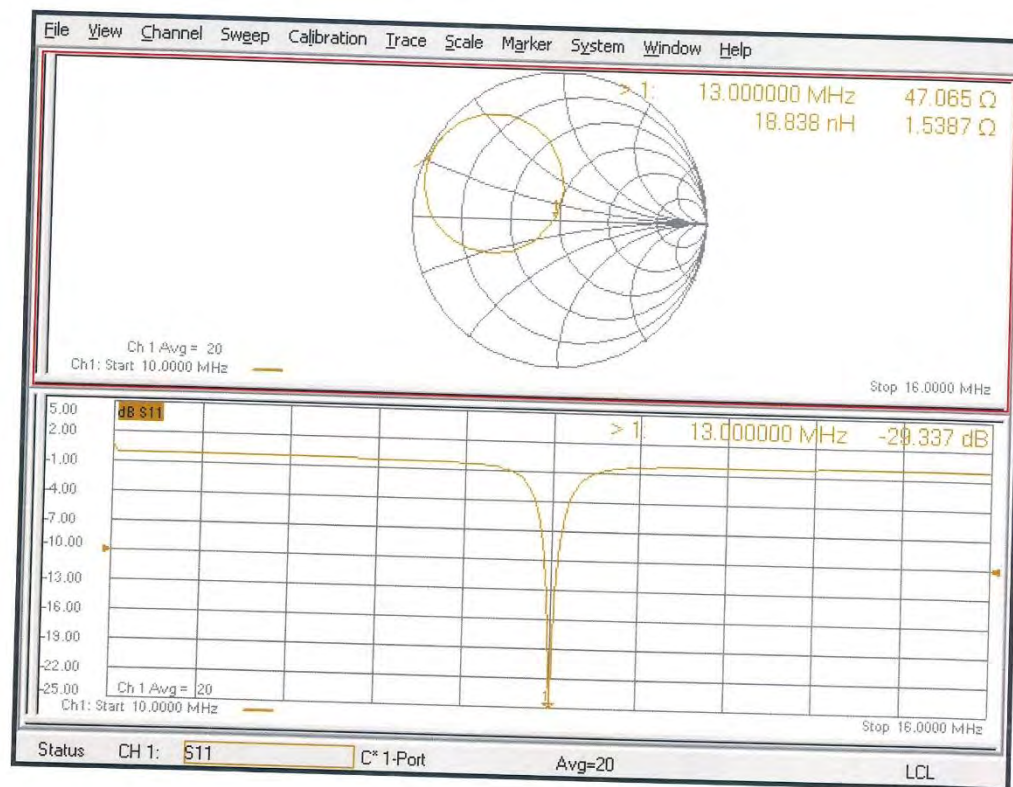 File View Channel Sweep Calibration Trace Scale Marker System Window Help
> 1: 13.000000 MHz 47.065 Ω
18.838 nH 1.5387 Ω
1
Ch 1 Avg = 20
Ch1: Start 10.0000 MHz
Stop 16.0000 MHz
5.00 dB S11
> 1: 13.000000 MHz -29.337 dB
2.00
-1.00
-4.00
-7.00
-10.00
-13.00
-16.00
-19.00
-22.00
-25.00
Ch 1 Avg = 20
1
Ch1: Start 10.0000 MHz
Stop 16.0000 MHz
Status CH 1: S11 C* 1-Port Avg=20 LCL